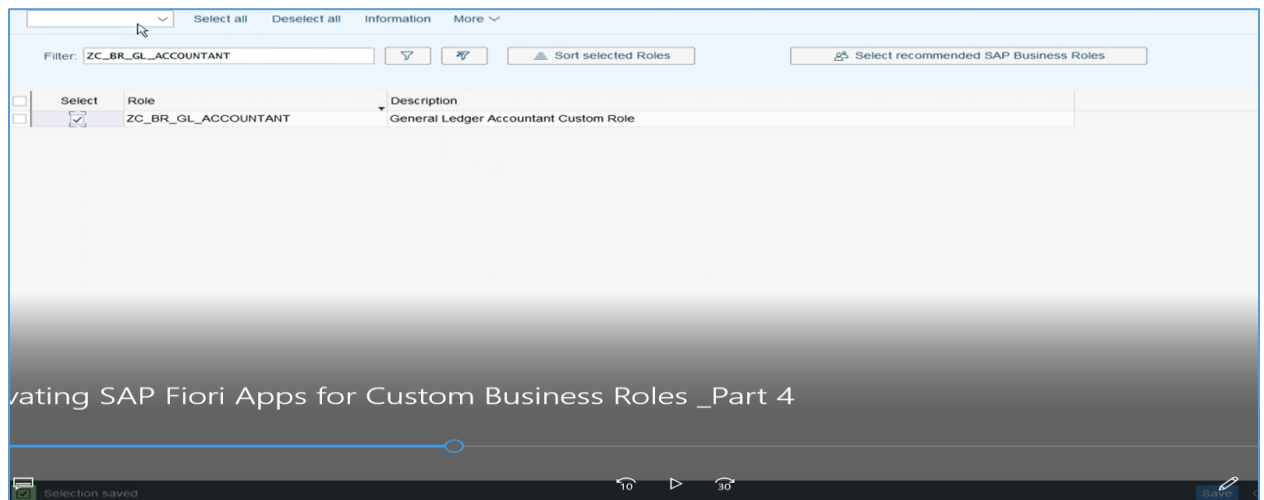 Select all Deselect all Information More
Filter: ZC_BR_GL_ACCOUNTANT Sort selected Roles Select recommended SAP Business Roles
Select Role Description
ZC_BR_GL_ACCOUNTANT General Ledger Accountant Custom Role
vating SAP Fiori Apps for Custom Business Roles _Part 4
10 30
Selection saved Save